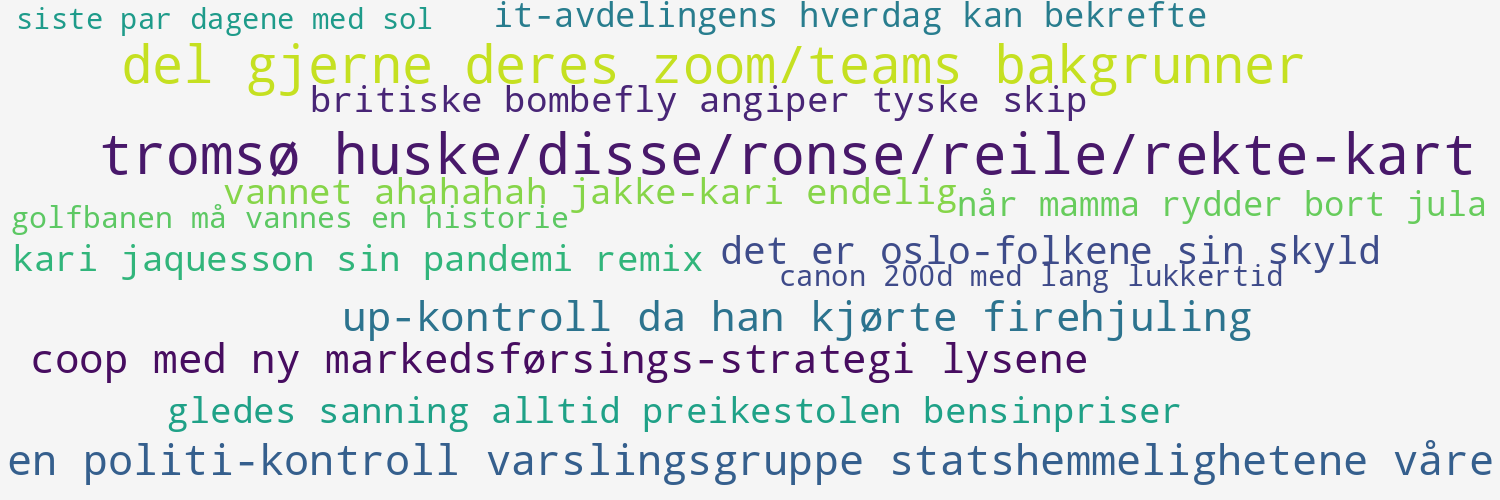 siste par dagene med sol
it-avdelingens hverdag kan bekrefte
del gjerne deres zoom/teams bakgrunner
britiske bombefly angiper tyske skip
tromsø huske/disse/ronse/reile/rekte-kart
vannet ahahahah jakke-kari endelig
når mamma rydder bort jula
golfbanen må vannes en historie
kari jaquesson sin pandemi remix
det er oslo-folkene sin skyld
canon 200d med lang lukkertid
up-kontroll da han kjørte firehjuling
coop med ny markedsførsings-strategi lysene
gledes sanning alltid preikestolen bensinpriser
en politi-kontroll varslingsgruppe statshemmelighetene våre